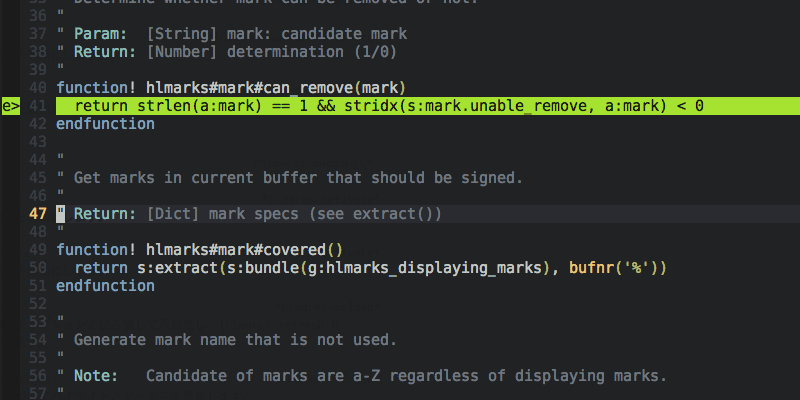 35 " Determine whether mark can be removed or not.
36 "
37 " Param:  [String] mark: candidate mark
38 " Return: [Number] determination (1/0)
39 "
40 function! hlmarks#mark#can_remove(mark)
e> 41   return strlen(a:mark) == 1 && stridx(s:mark.unable_remove, a:mark) < 0
42 endfunction
43
44 "
45 " Get marks in current buffer that should be signed.
46 "
47 " Return: [Dict] mark specs (see extract())
48 "
49 function! hlmarks#mark#covered()
50   return s:extract(s:bundle(g:hlmarks_displaying_marks), bufnr('%'))
51 endfunction
52
53 "
54 " Generate mark name that is not used.
55 "
56 " Note:   Candidate of marks are a-Z regardless of displaying marks.
57 "